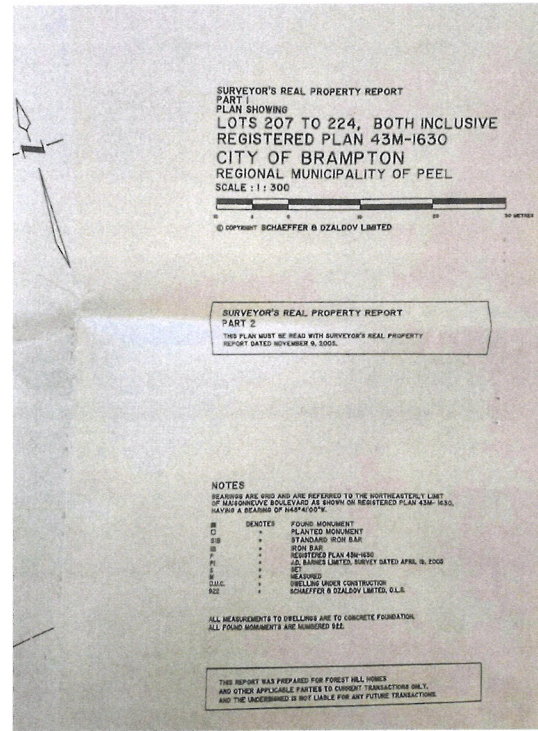 SURVEYOR'S REAL PROPERTY REPORT
PART 1
PLAN SHOWING
LOTS 207 TO 224, BOTH INCLUSIVE
REGISTERED PLAN 43M-1630
CITY OF BRAMPTON
REGIONAL MUNICIPALITY OF PEEL
SCALE : 1 : 300
© COPYRIGHT SCHAEFFER & DZALDOV LIMITED
SURVEYOR'S REAL PROPERTY REPORT
PART 2
THIS PLAN MUST BE READ WITH SURVEYOR'S REAL PROPERTY
REPORT DATED NOVEMBER 9, 2005.
NOTES
BEARINGS ARE GRID AND ARE REFERRED TO THE NORTHEASTERLY LIMIT
OF MAISONNEUVE BOULEVARD AS SHOWN ON REGISTERED PLAN 43M-1630,
HAVING A BEARING OF
DENOTES FOUND MONUMENT
" PLANTED MONUMENT
SIB " STANDARD IRON BAR
IB " IRON BAR
P " REGISTERED PLAN 43M-1630
P1 " J.D. BARNES LIMITED, SURVEY DATED APRIL
S " SET
M " MEASURED
D.U.C. " DWELLING UNDER CONSTRUCTION
922 " SCHAEFFER & DZALDOV LIMITED, O.L.S.
ALL MEASUREMENTS TO DWELLINGS ARE TO CONCRETE FOUNDATION.
ALL FOUND MONUMENTS ARE NUMBERED 922.
THIS REPORT WAS PREPARED FOR FOREST HILL HOMES
AND OTHER APPLICABLE PARTIES TO CURRENT TRANSACTIONS ONLY,
AND THE UNDERSIGNED IS NOT LIABLE FOR ANY FUTURE TRANSACTIONS.